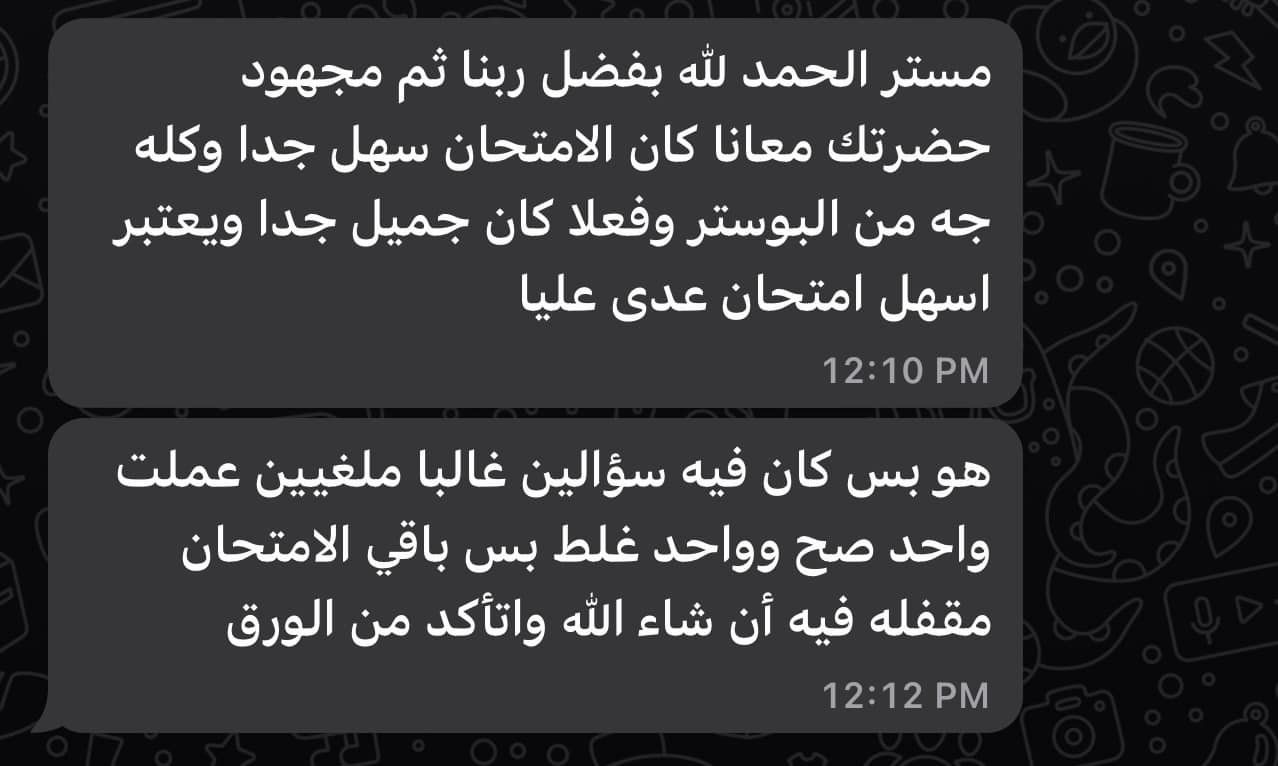 مستر الحمد لله بفضل ربنا ثم مجهود
حضرتك معانا كان الامتحان سهل جدا وكله
جه من البوستر وفعلا كان جميل جدا ويعتبر
اسهل امتحان عدى عليا
12:10 PM
هو بس كان فيه سؤالين غالبا ملغيين عملت
واحد صح وواحد غلط بس باقي الامتحان
مقفله فيه أن شاء الله واتأكد من الورق
12:12 PM